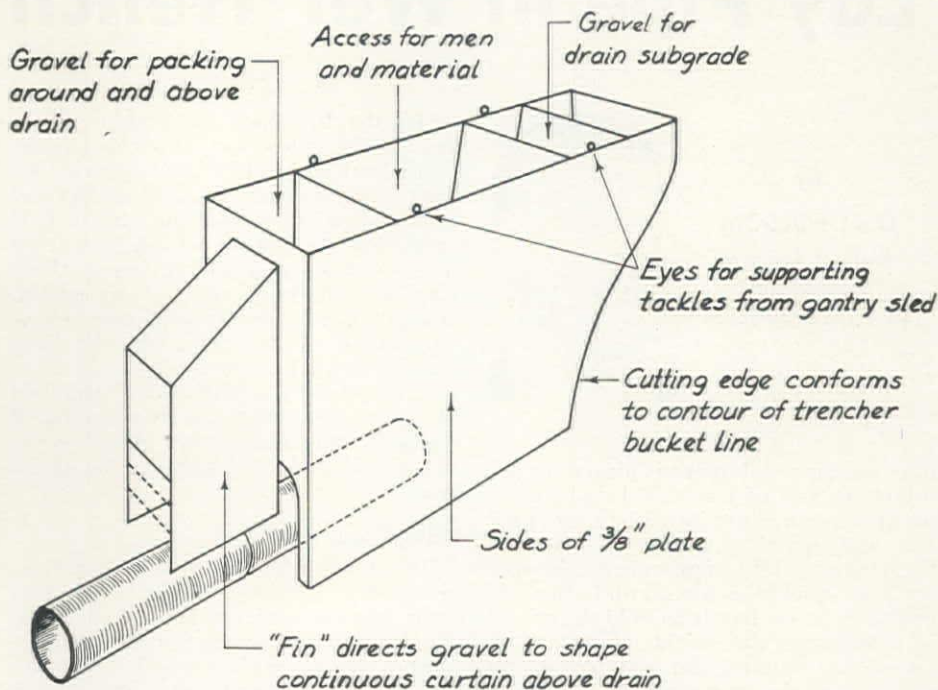 Gravel for packing
around and above
drain
Access for men
and material
Gravel for
drain subgrade
Eyes for supporting
tackles from gantry sled
Cutting edge conforms
to contour of trencher
bucket line
Sides of 3/8" plate
"Fin" directs gravel to shape
continuous curtain above drain